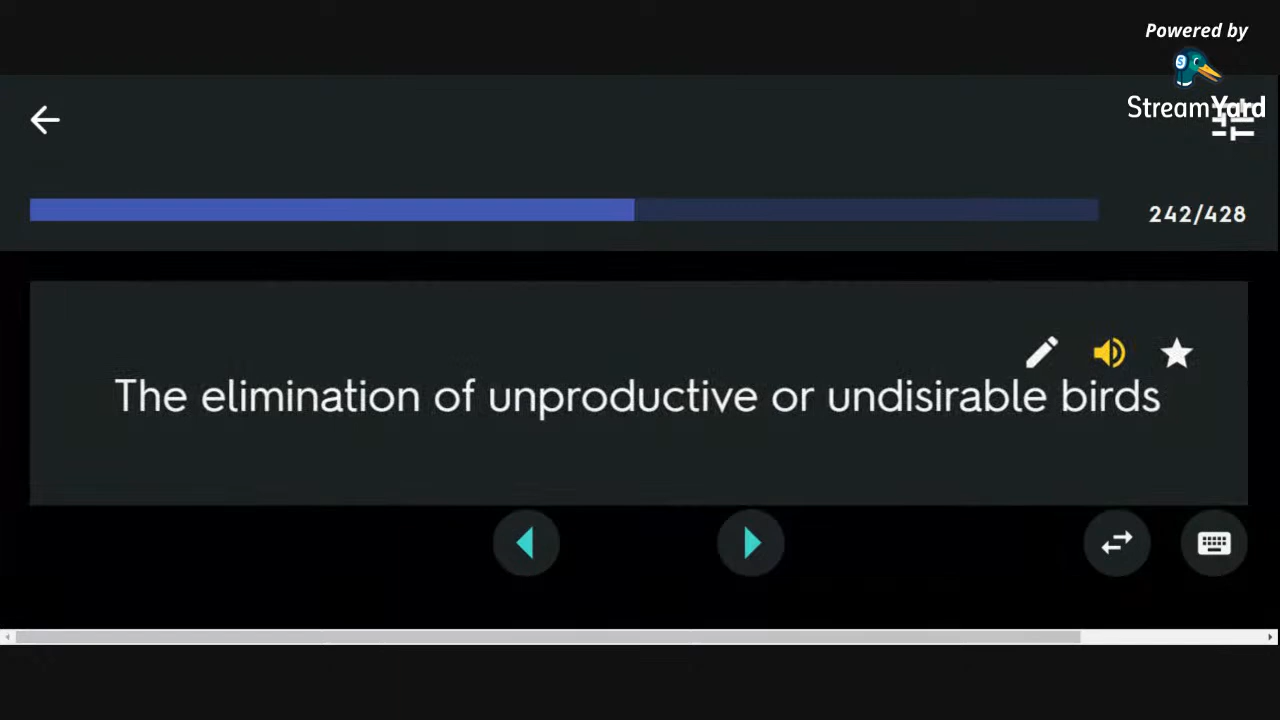 Powered by
StreamYard
242/428
The elimination of unproductive or undisirable birds